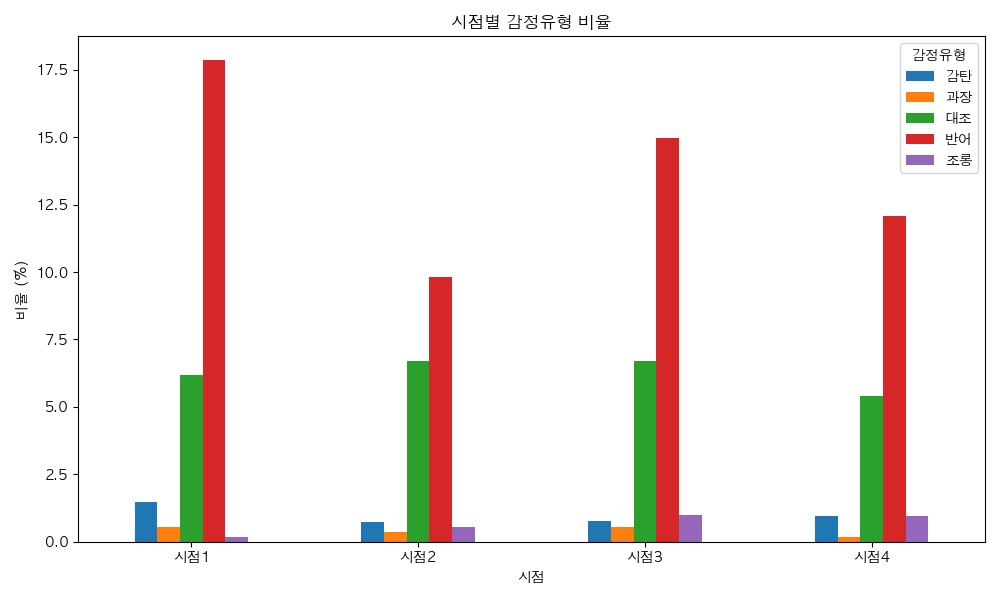 시점별 감정유형 비율
감정유형
감탄
과장
대조
반어
조롱
비율 (%)
17.5
15.0
12.5
10.0
7.5
5.0
2.5
0.0
시점1
시점2
시점3
시점4
시점